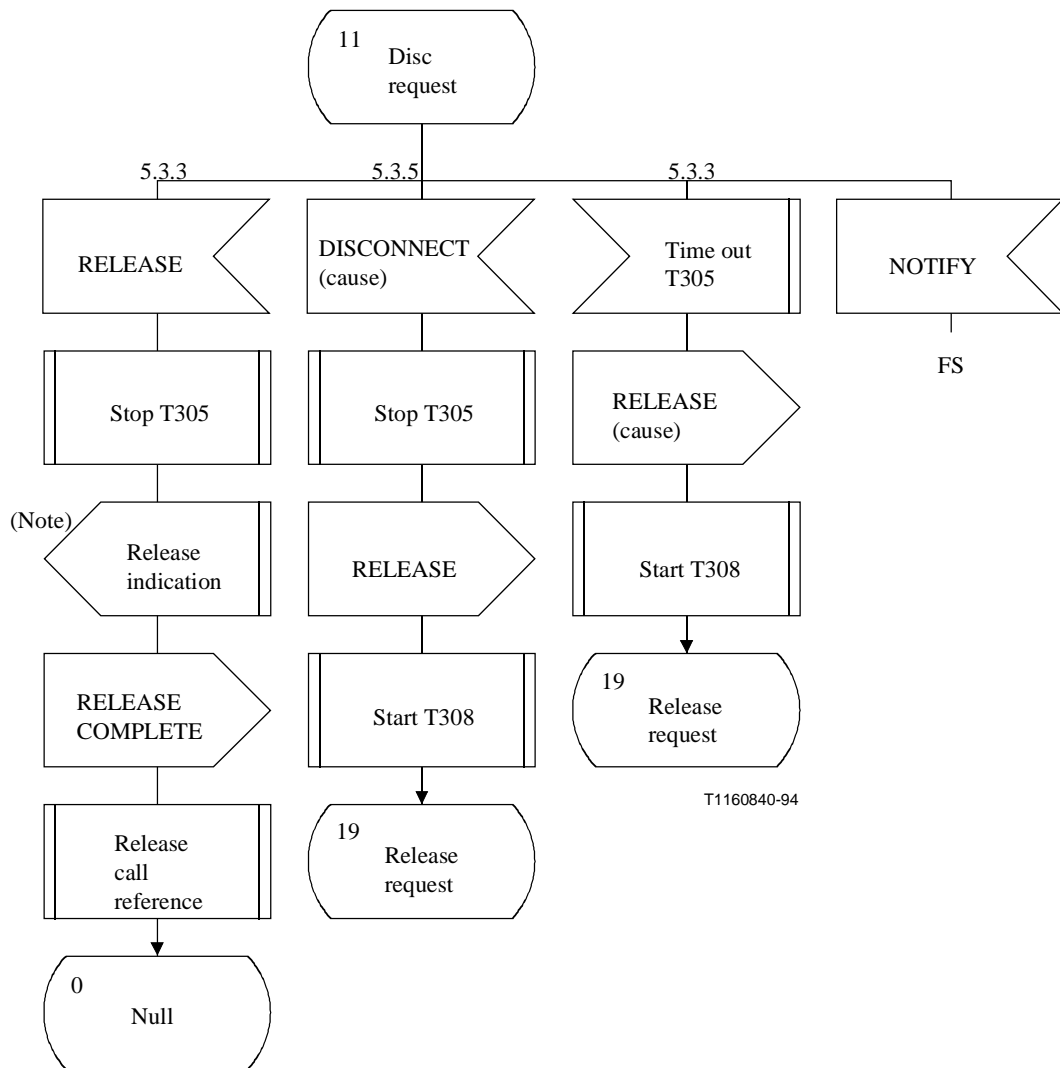 11
Disc
request
5.3.3
5.3.5
5.3.3
RELEASE
DISCONNECT
(cause)
Time out
T305
NOTIFY
FS
Stop T305
Stop T305
RELEASE
(cause)
(Note)
Release
indication
RELEASE
Start T308
RELEASE
COMPLETE
Start T308
19
Release
request
T1160840-94
Release
call
reference
19
Release
request
0
Null